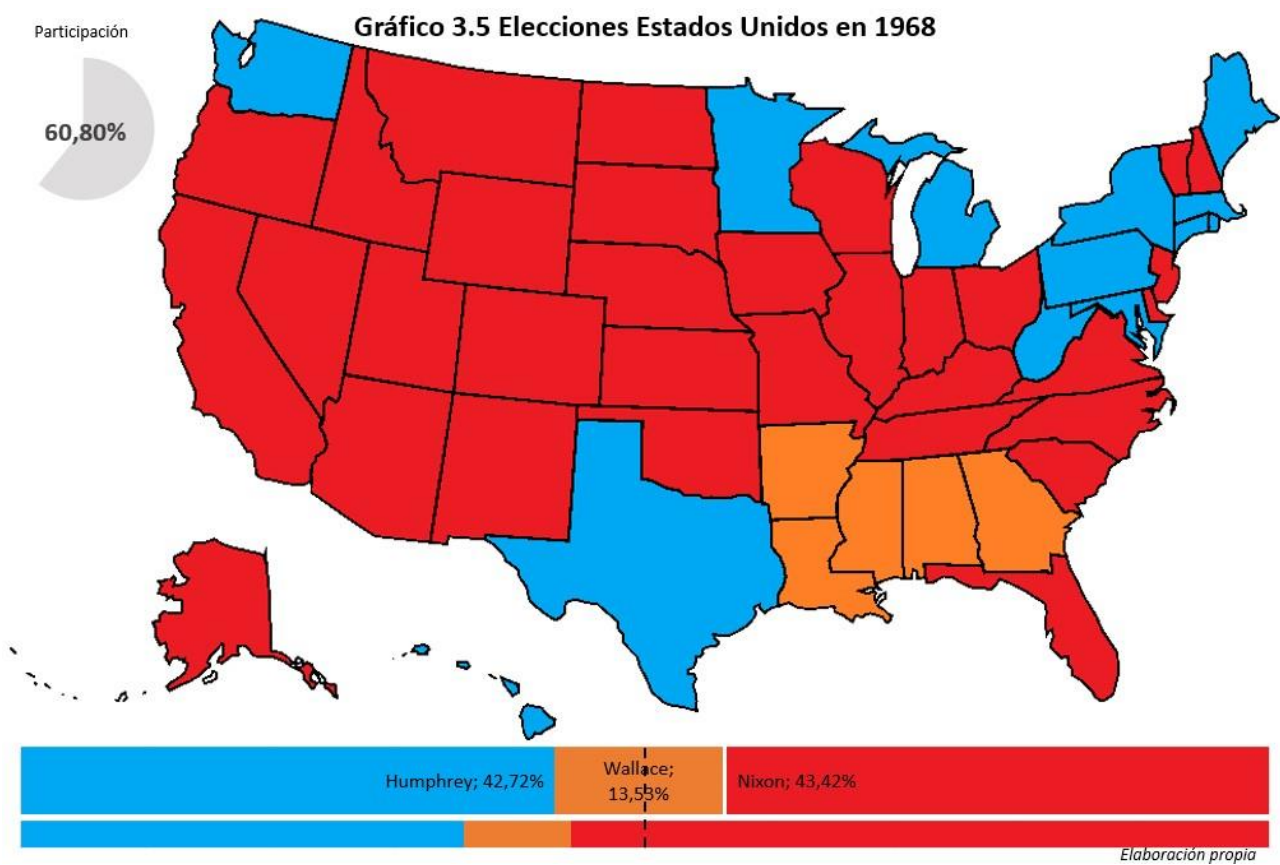 Gráfico 3.5 Elecciones Estados Unidos en 1968
Participación
60,80%
Humphrey; 42,72%
Wallace;
13,53%
Nixon; 43,42%
Elaboración propia